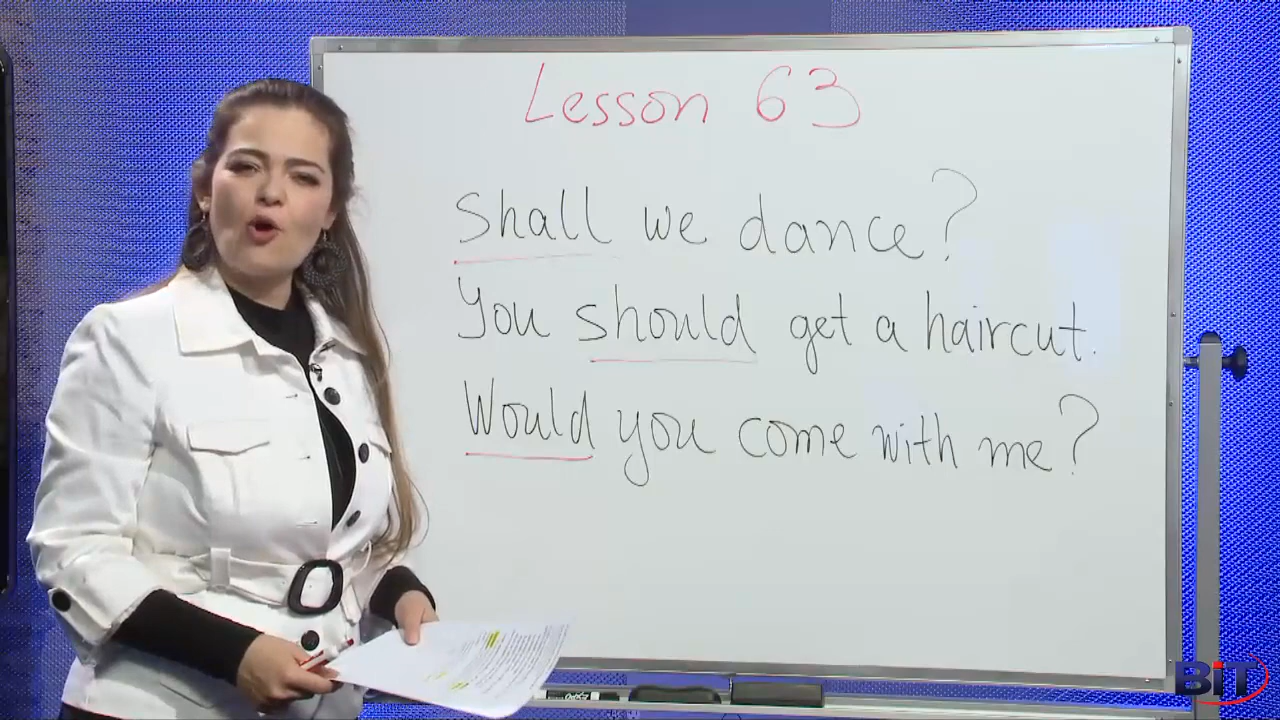 Lesson 63
Shall we dance?
You should get a haircut.
Would you come with me?
BiT